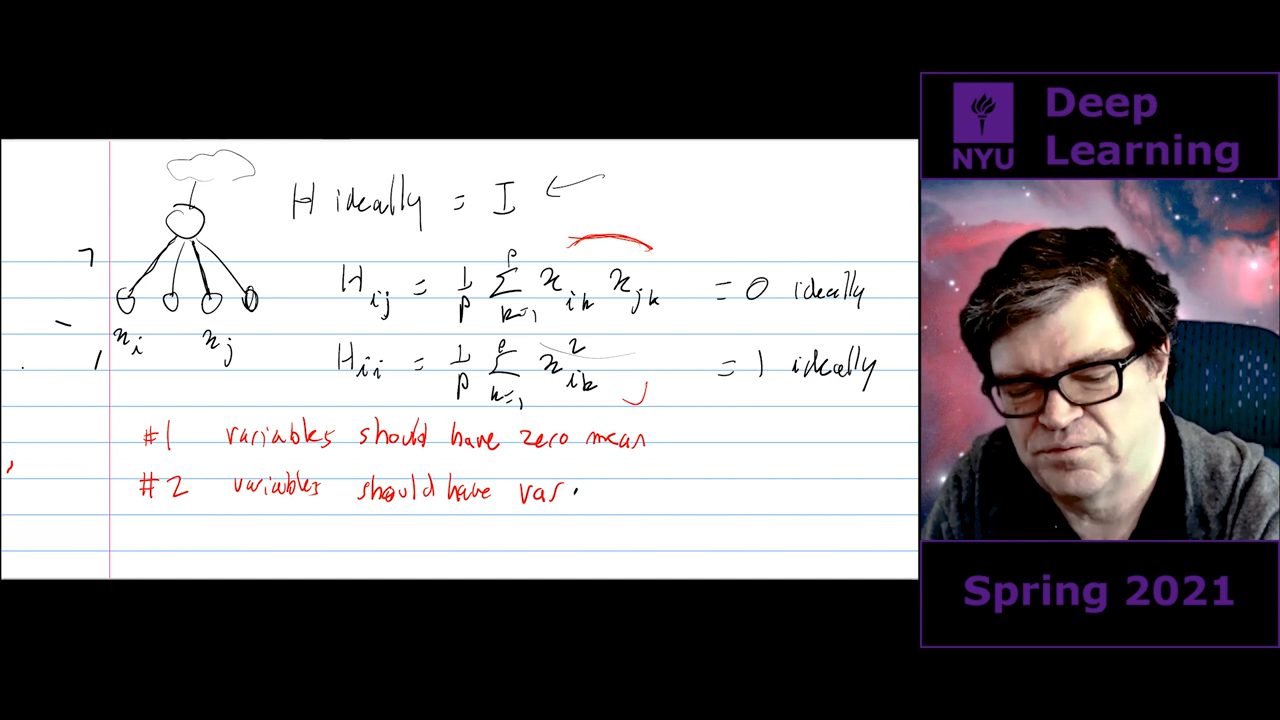 H ideally = I
H_ij = 1/p Σ_{k=1}^{p} x_ik x_jk = 0 ideally
x_i x_j
H_ii = 1/p Σ_{k=1}^{p} x_ik^2 = 1 ideally
#1 variables should have zero mean
#2 variables should have var.
NYU
Deep
Learning
Spring 2021